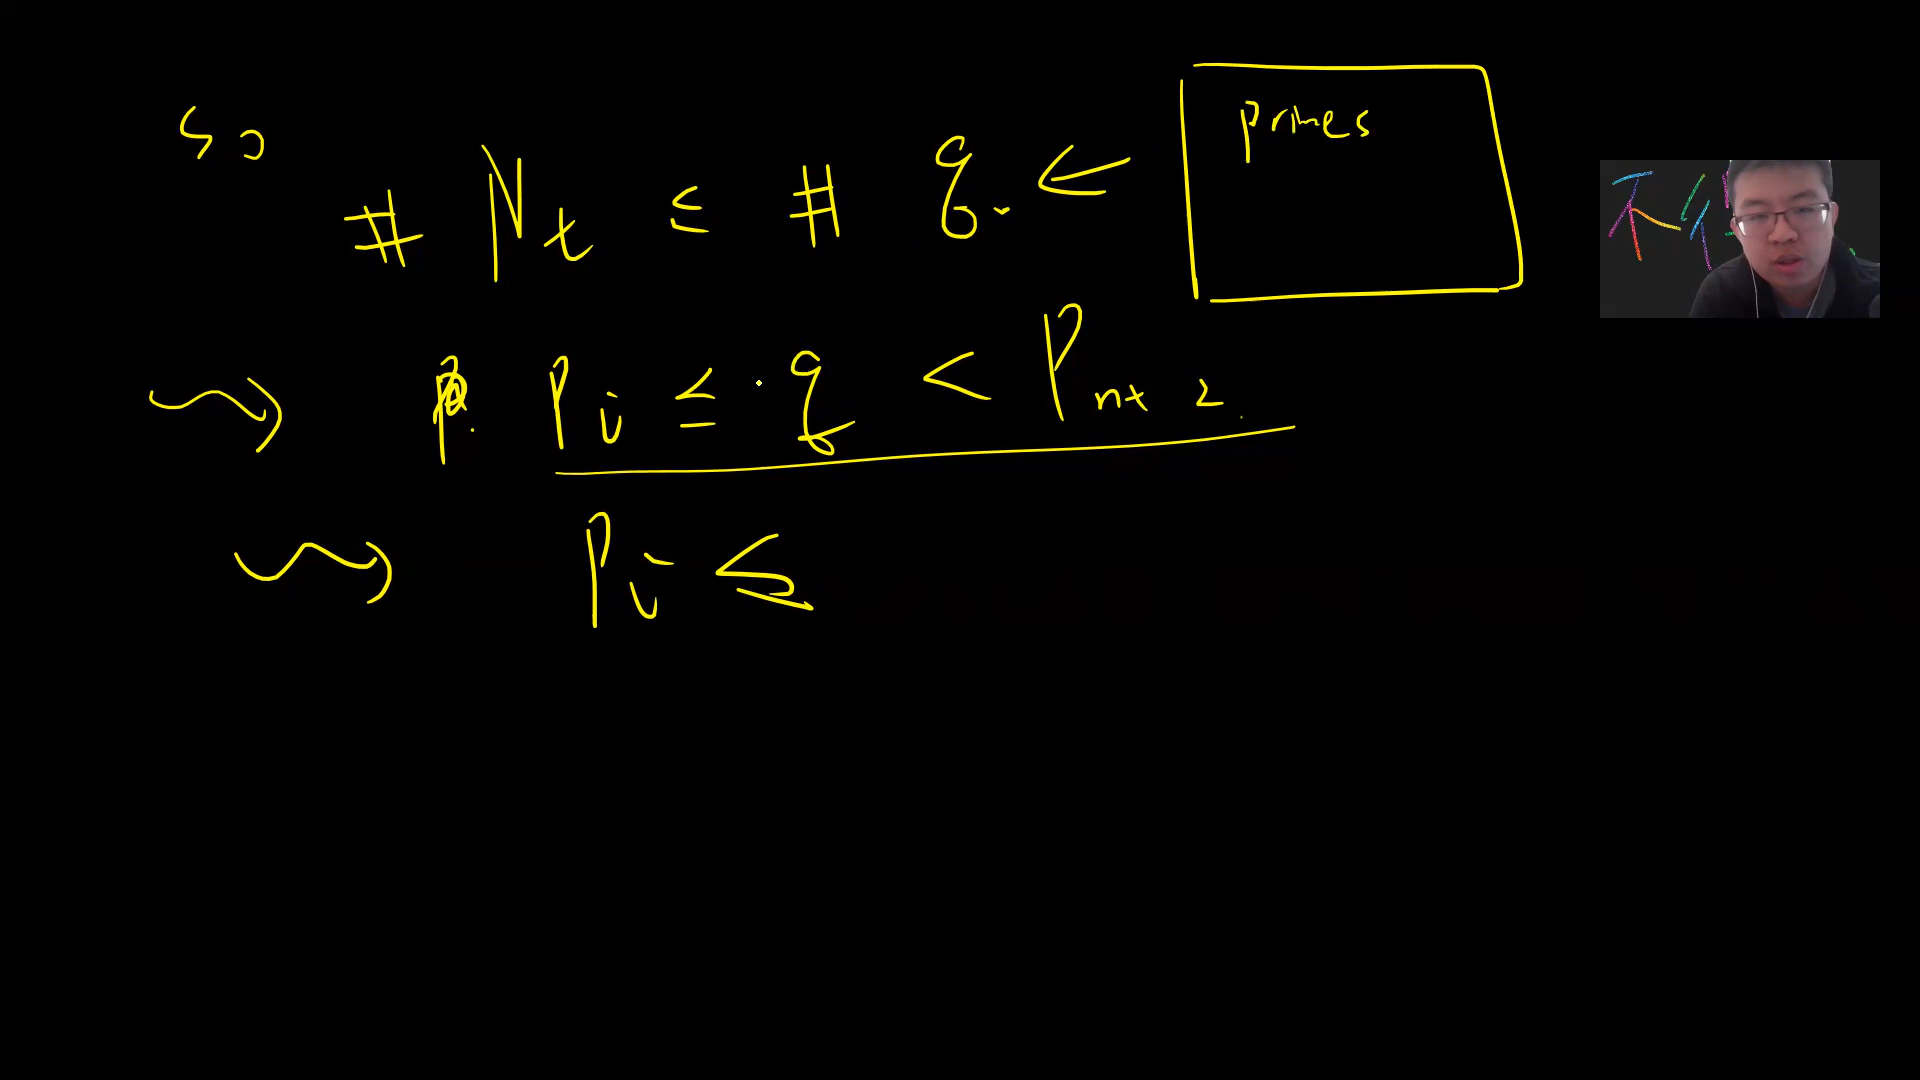 so
# N_t ≤ # q. ←
primes
⇝ p. P_i ≤ q < P_{n+2}
⇝ P_i ≤